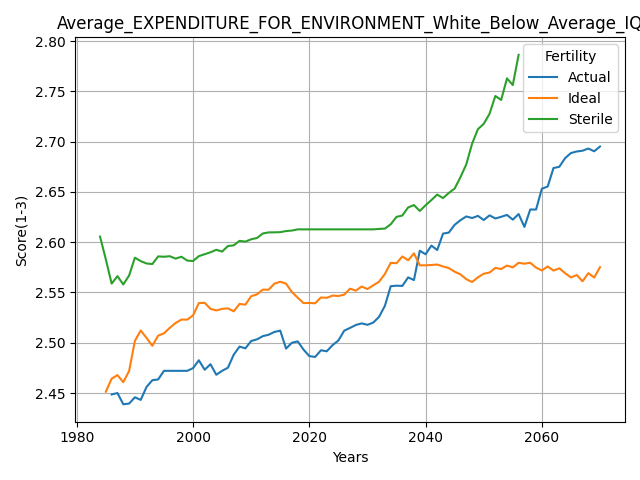 Average_EXPENDITURE_FOR_ENVIRONMENT_White_Below_Average_IQ
2.80
2.75
2.70
2.65
2.60
2.55
2.50
2.45
Score(1-3)
Fertility
Actual
Ideal
Sterile
1980
2000
2020
2040
2060
Years